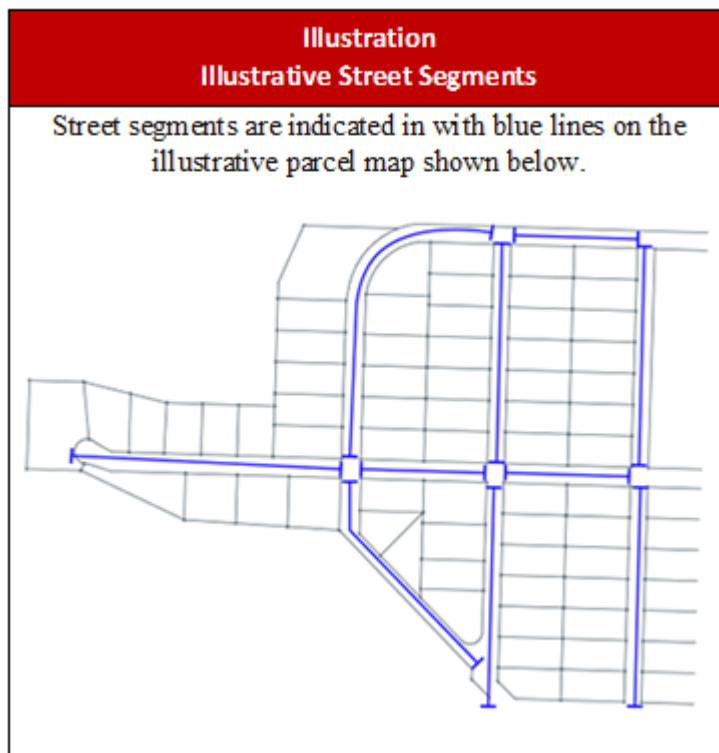 Illustration
Illustrative Street Segments
Street segments are indicated in with blue lines on the
illustrative parcel map shown below.